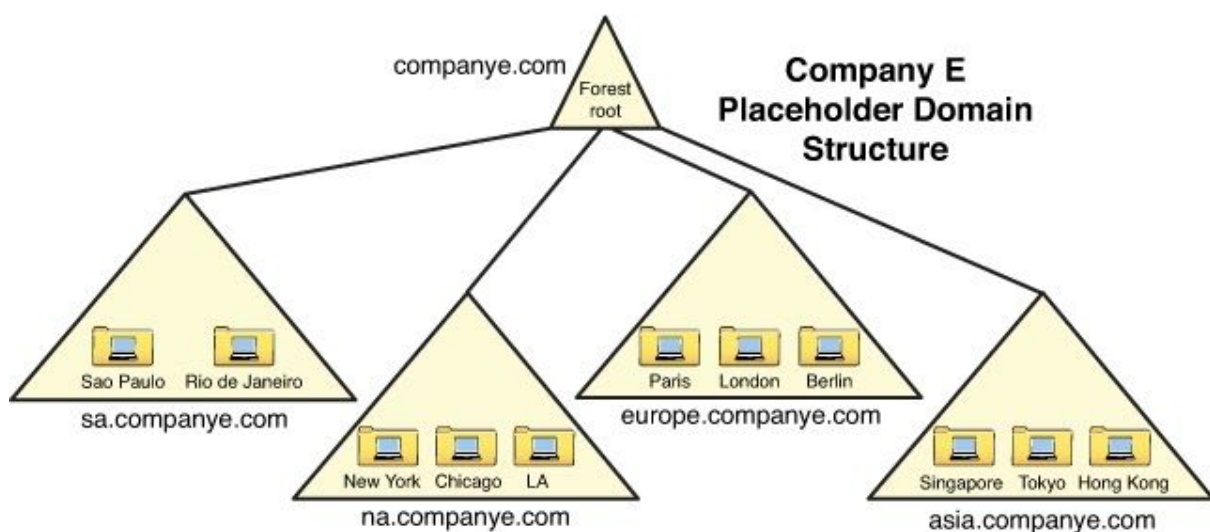 companye.com
Forest
root
Company E
Placeholder Domain
Structure
Sao Paulo
Rio de Janeiro
sa.companye.com
New York
Chicago
LA
na.companye.com
Paris
London
Berlin
europe.companye.com
Singapore
Tokyo
Hong Kong
asia.companye.com